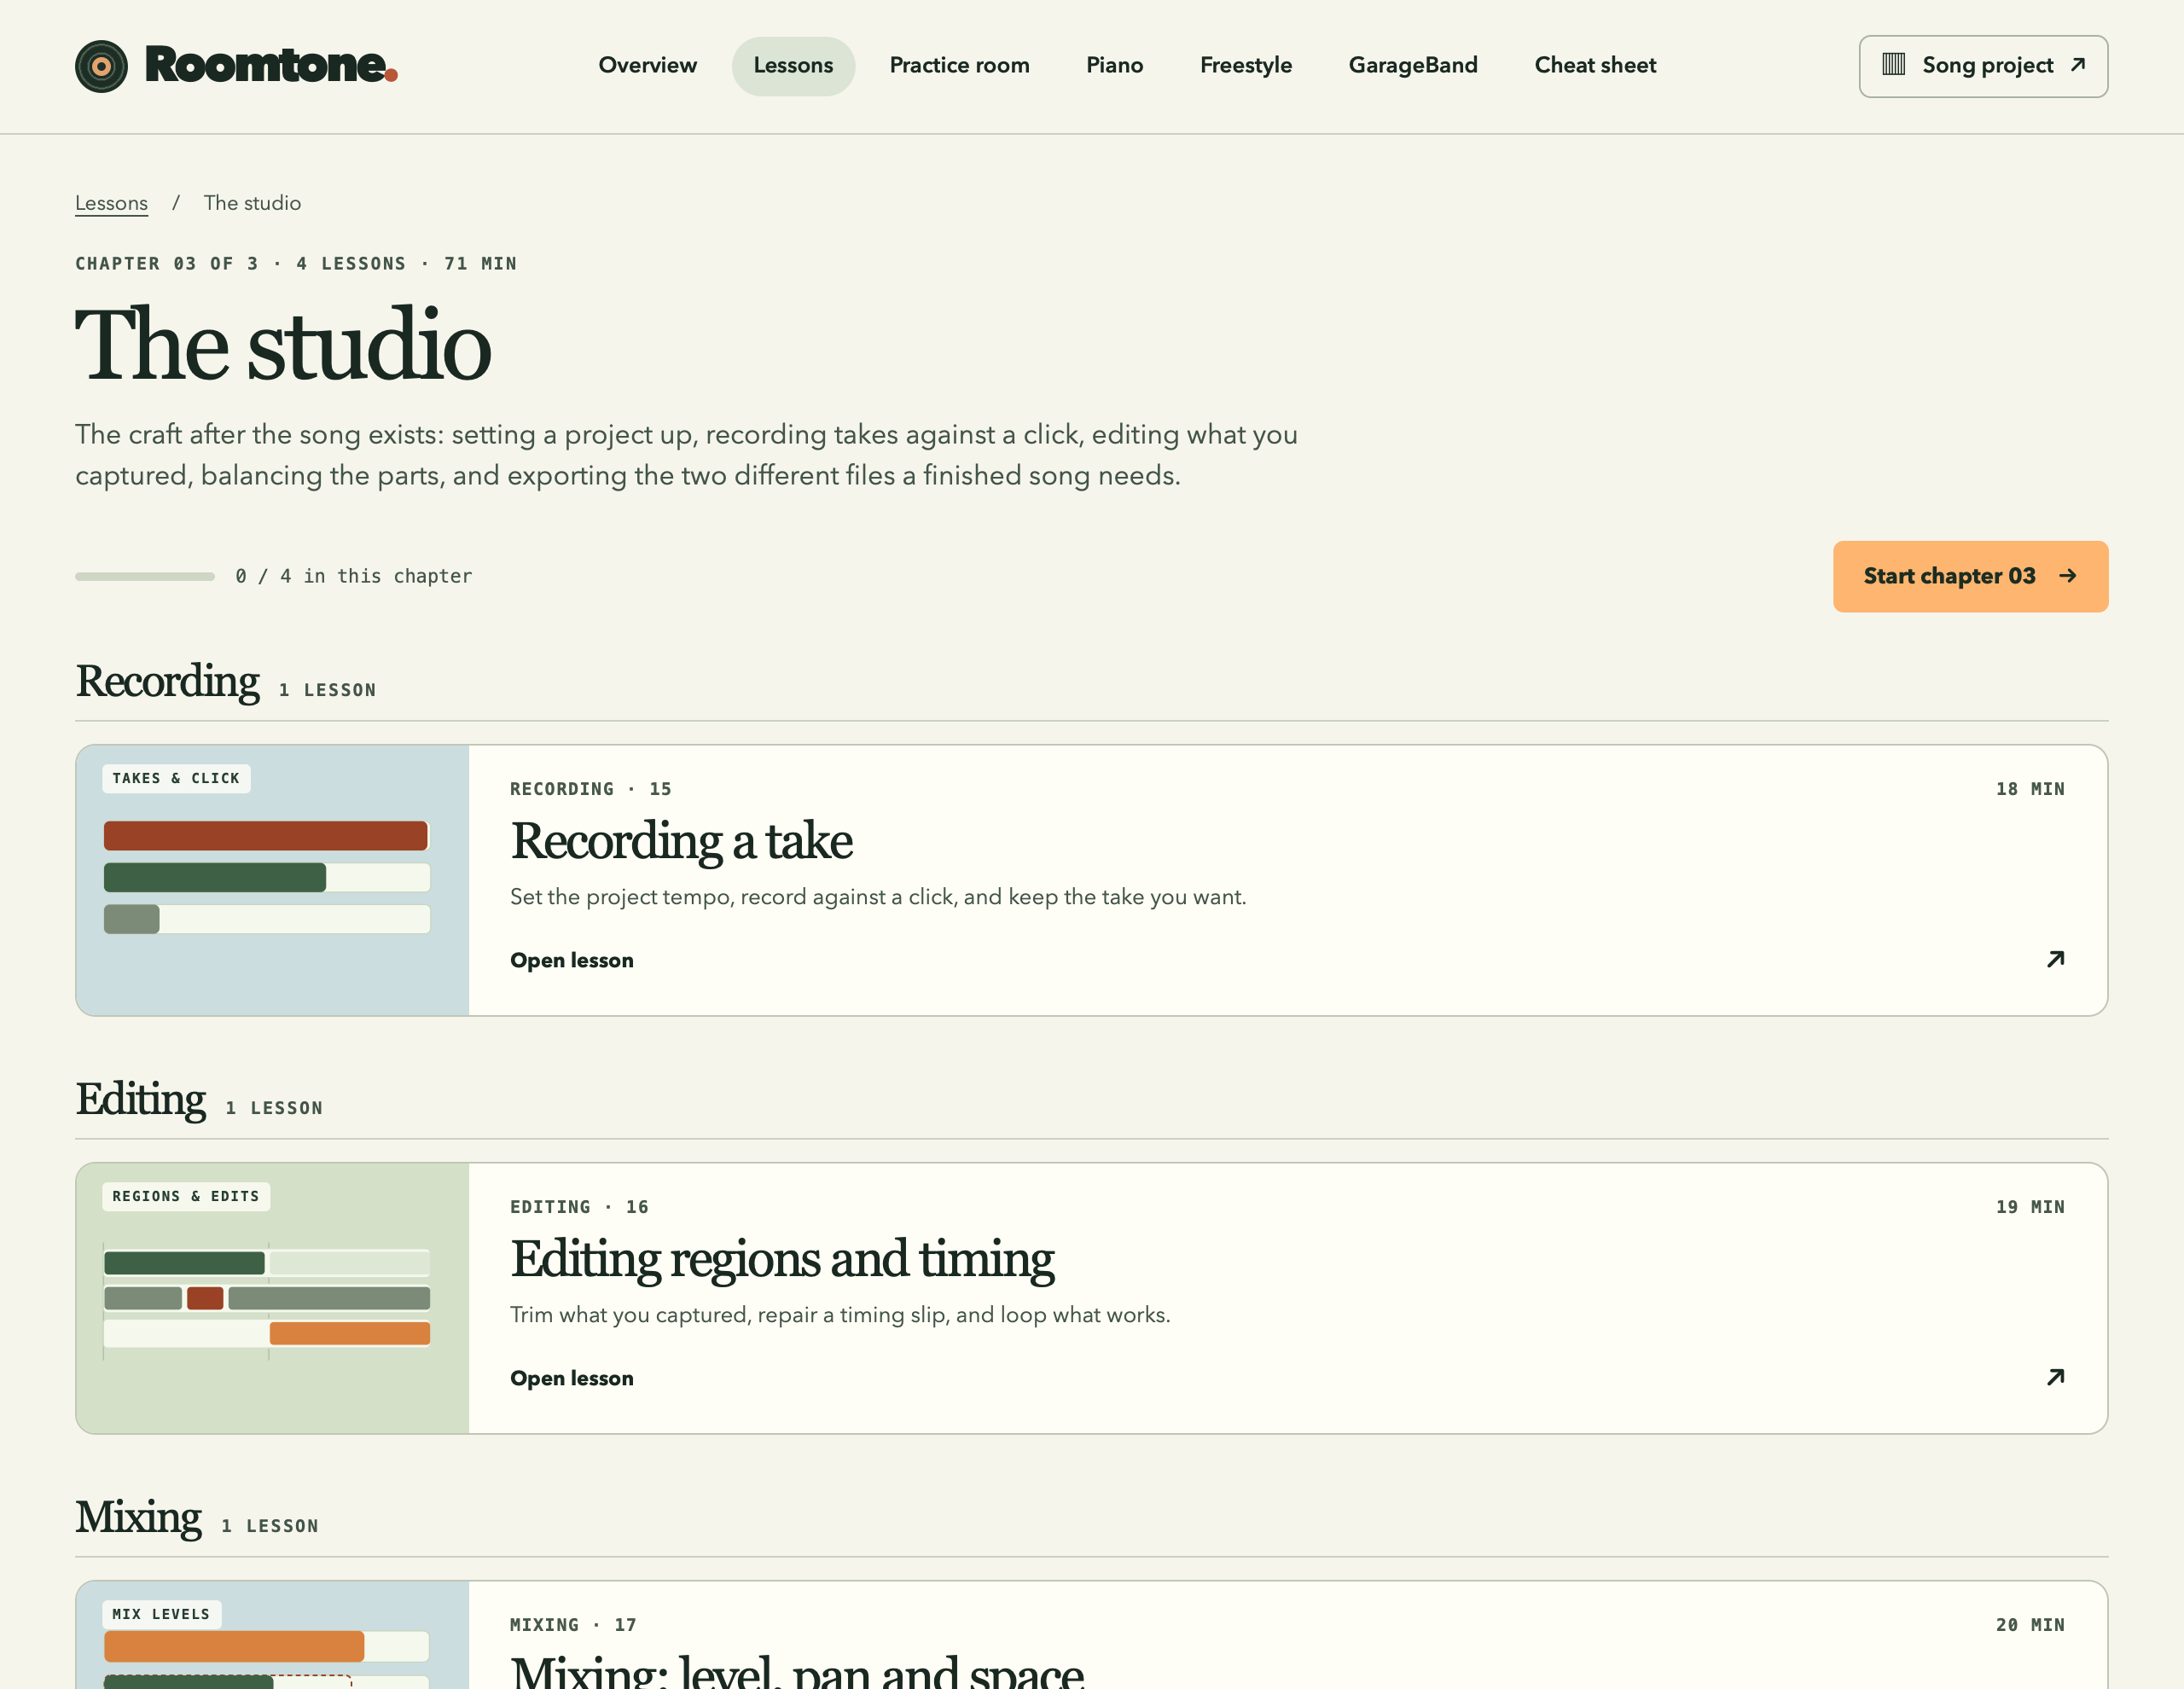 Roomtone.
Overview
Lessons
Practice room
Piano
Freestyle
GarageBand
Cheat sheet
Song project
Lessons / The studio
CHAPTER 03 OF 3 · 4 LESSONS · 71 MIN
The studio
The craft after the song exists: setting a project up, recording takes against a click, editing what you
captured, balancing the parts, and exporting the two different files a finished song needs.
0 / 4 in this chapter
Start chapter 03
Recording 1 LESSON
TAKES & CLICK
RECORDING · 15
18 MIN
Recording a take
Set the project tempo, record against a click, and keep the take you want.
Open lesson
Editing 1 LESSON
REGIONS & EDITS
EDITING · 16
19 MIN
Editing regions and timing
Trim what you captured, repair a timing slip, and loop what works.
Open lesson
Mixing 1 LESSON
MIX LEVELS
MIXING · 17
20 MIN
Mixing: level, pan and space